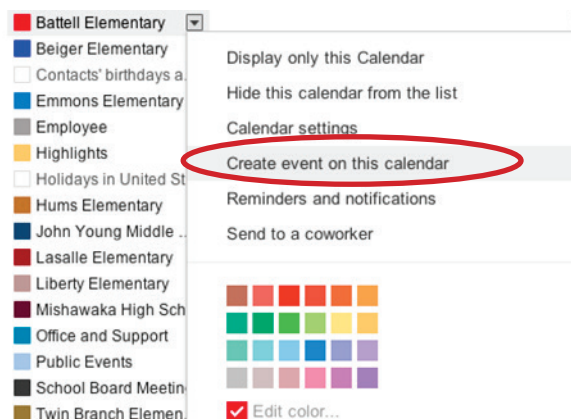 Battell Elementary
Beiger Elementary
Contacts' birthdays a.
Emmons Elementary
Employee
Highlights
Holidays in United St
Hums Elementary
John Young Middle ..
Lasalle Elementary
Liberty Elementary
Mishawaka High Sch
Office and Support
Public Events
School Board Meetin
Twin Branch Elemen.
Display only this Calendar
Hide this calendar from the list
Calendar settings
Create event on this calendar
Reminders and notifications
Send to a coworker
Edit color...